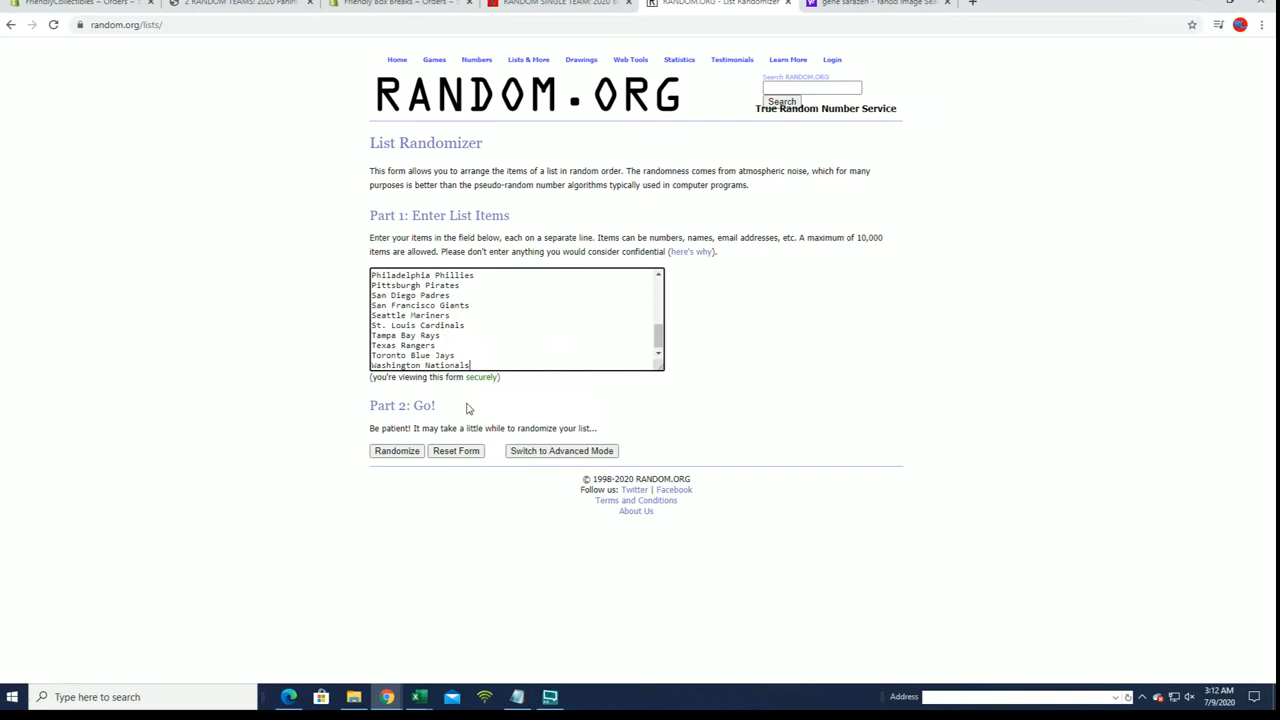 FriendlyCollectibles – Orders –
2 RANDOM TEAMS: 2020 Panini
Friendly Box Breaks – Orders –
RANDOM SINGLE TEAM: 2020 B
RANDOM.ORG - List Randomizer
gene sarazen - Yahoo Image Sea
random.org/lists/
Home Games Numbers Lists & More Drawings Web Tools Statistics Testimonials Learn More Login
RANDOM.ORG
Search RANDOM.ORG
Search
True Random Number Service
List Randomizer
This form allows you to arrange the items of a list in random order. The randomness comes from atmospheric noise, which for many
purposes is better than the pseudo-random number algorithms typically used in computer programs.
Part 1: Enter List Items
Enter your items in the field below, each on a separate line. Items can be numbers, names, email addresses, etc. A maximum of 10,000
items are allowed. Please don't enter anything you would consider confidential (here's why).
Philadelphia Phillies
Pittsburgh Pirates
San Diego Padres
San Francisco Giants
Seattle Mariners
St. Louis Cardinals
Tampa Bay Rays
Texas Rangers
Toronto Blue Jays
Washington Nationals
(you're viewing this form securely)
Part 2: Go!
Be patient! It may take a little while to randomize your list...
Randomize Reset Form Switch to Advanced Mode
© 1998-2020 RANDOM.ORG
Follow us: Twitter | Facebook
Terms and Conditions
About Us
Type here to search
Address
3:12 AM
7/9/2020